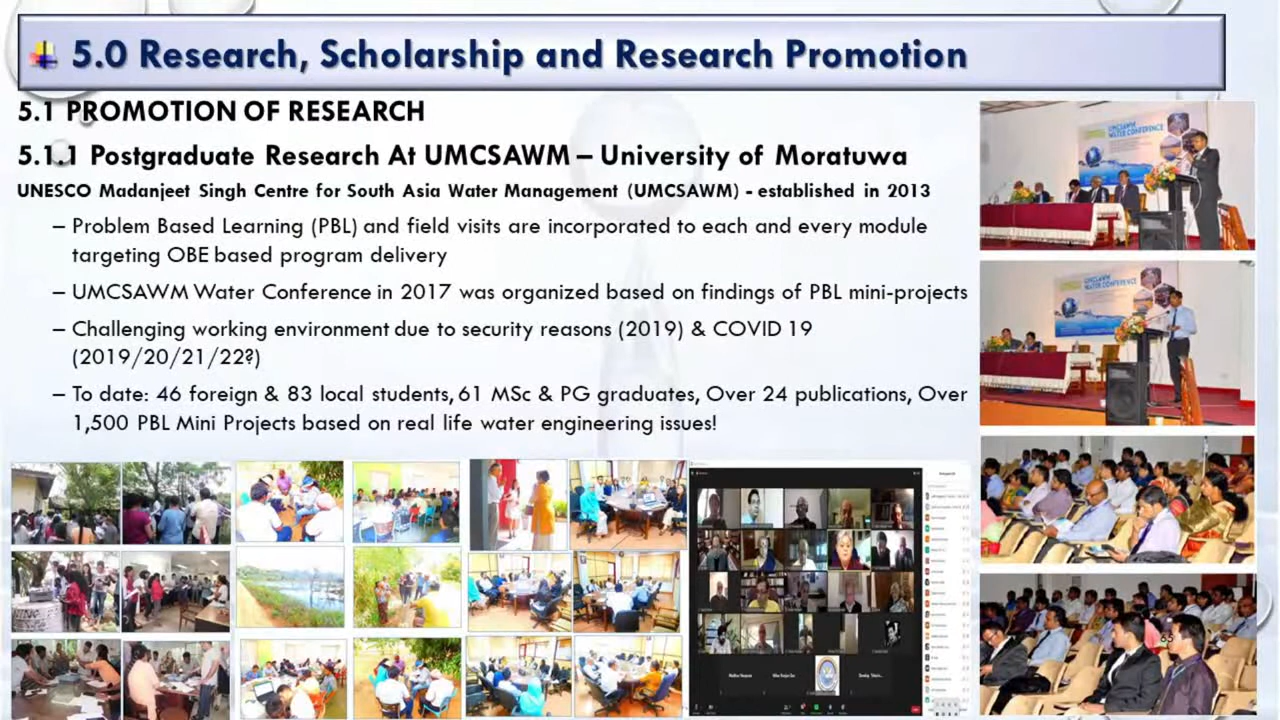 5.0 Research, Scholarship and Research Promotion
5.1 PROMOTION OF RESEARCH
5.1.1 Postgraduate Research At UMCSAWM – University of Moratuwa
UNESCO Madanjeet Singh Centre for South Asia Water Management (UMCSAWM) - established in 2013
– Problem Based Learning (PBL) and field visits are incorporated to each and every module
targeting OBE based program delivery
– UMCSAWM Water Conference in 2017 was organized based on findings of PBL mini-projects
– Challenging working environment due to security reasons (2019) & COVID 19
(2019/20/21/22?)
– To date: 46 foreign & 83 local students, 61 MSc & PG graduates, Over 24 publications, Over
1,500 PBL Mini Projects based on real life water engineering issues!
UMCSAWM
WATER CONFERENCE
UMCSAWM
WATER CONFERENCE
65